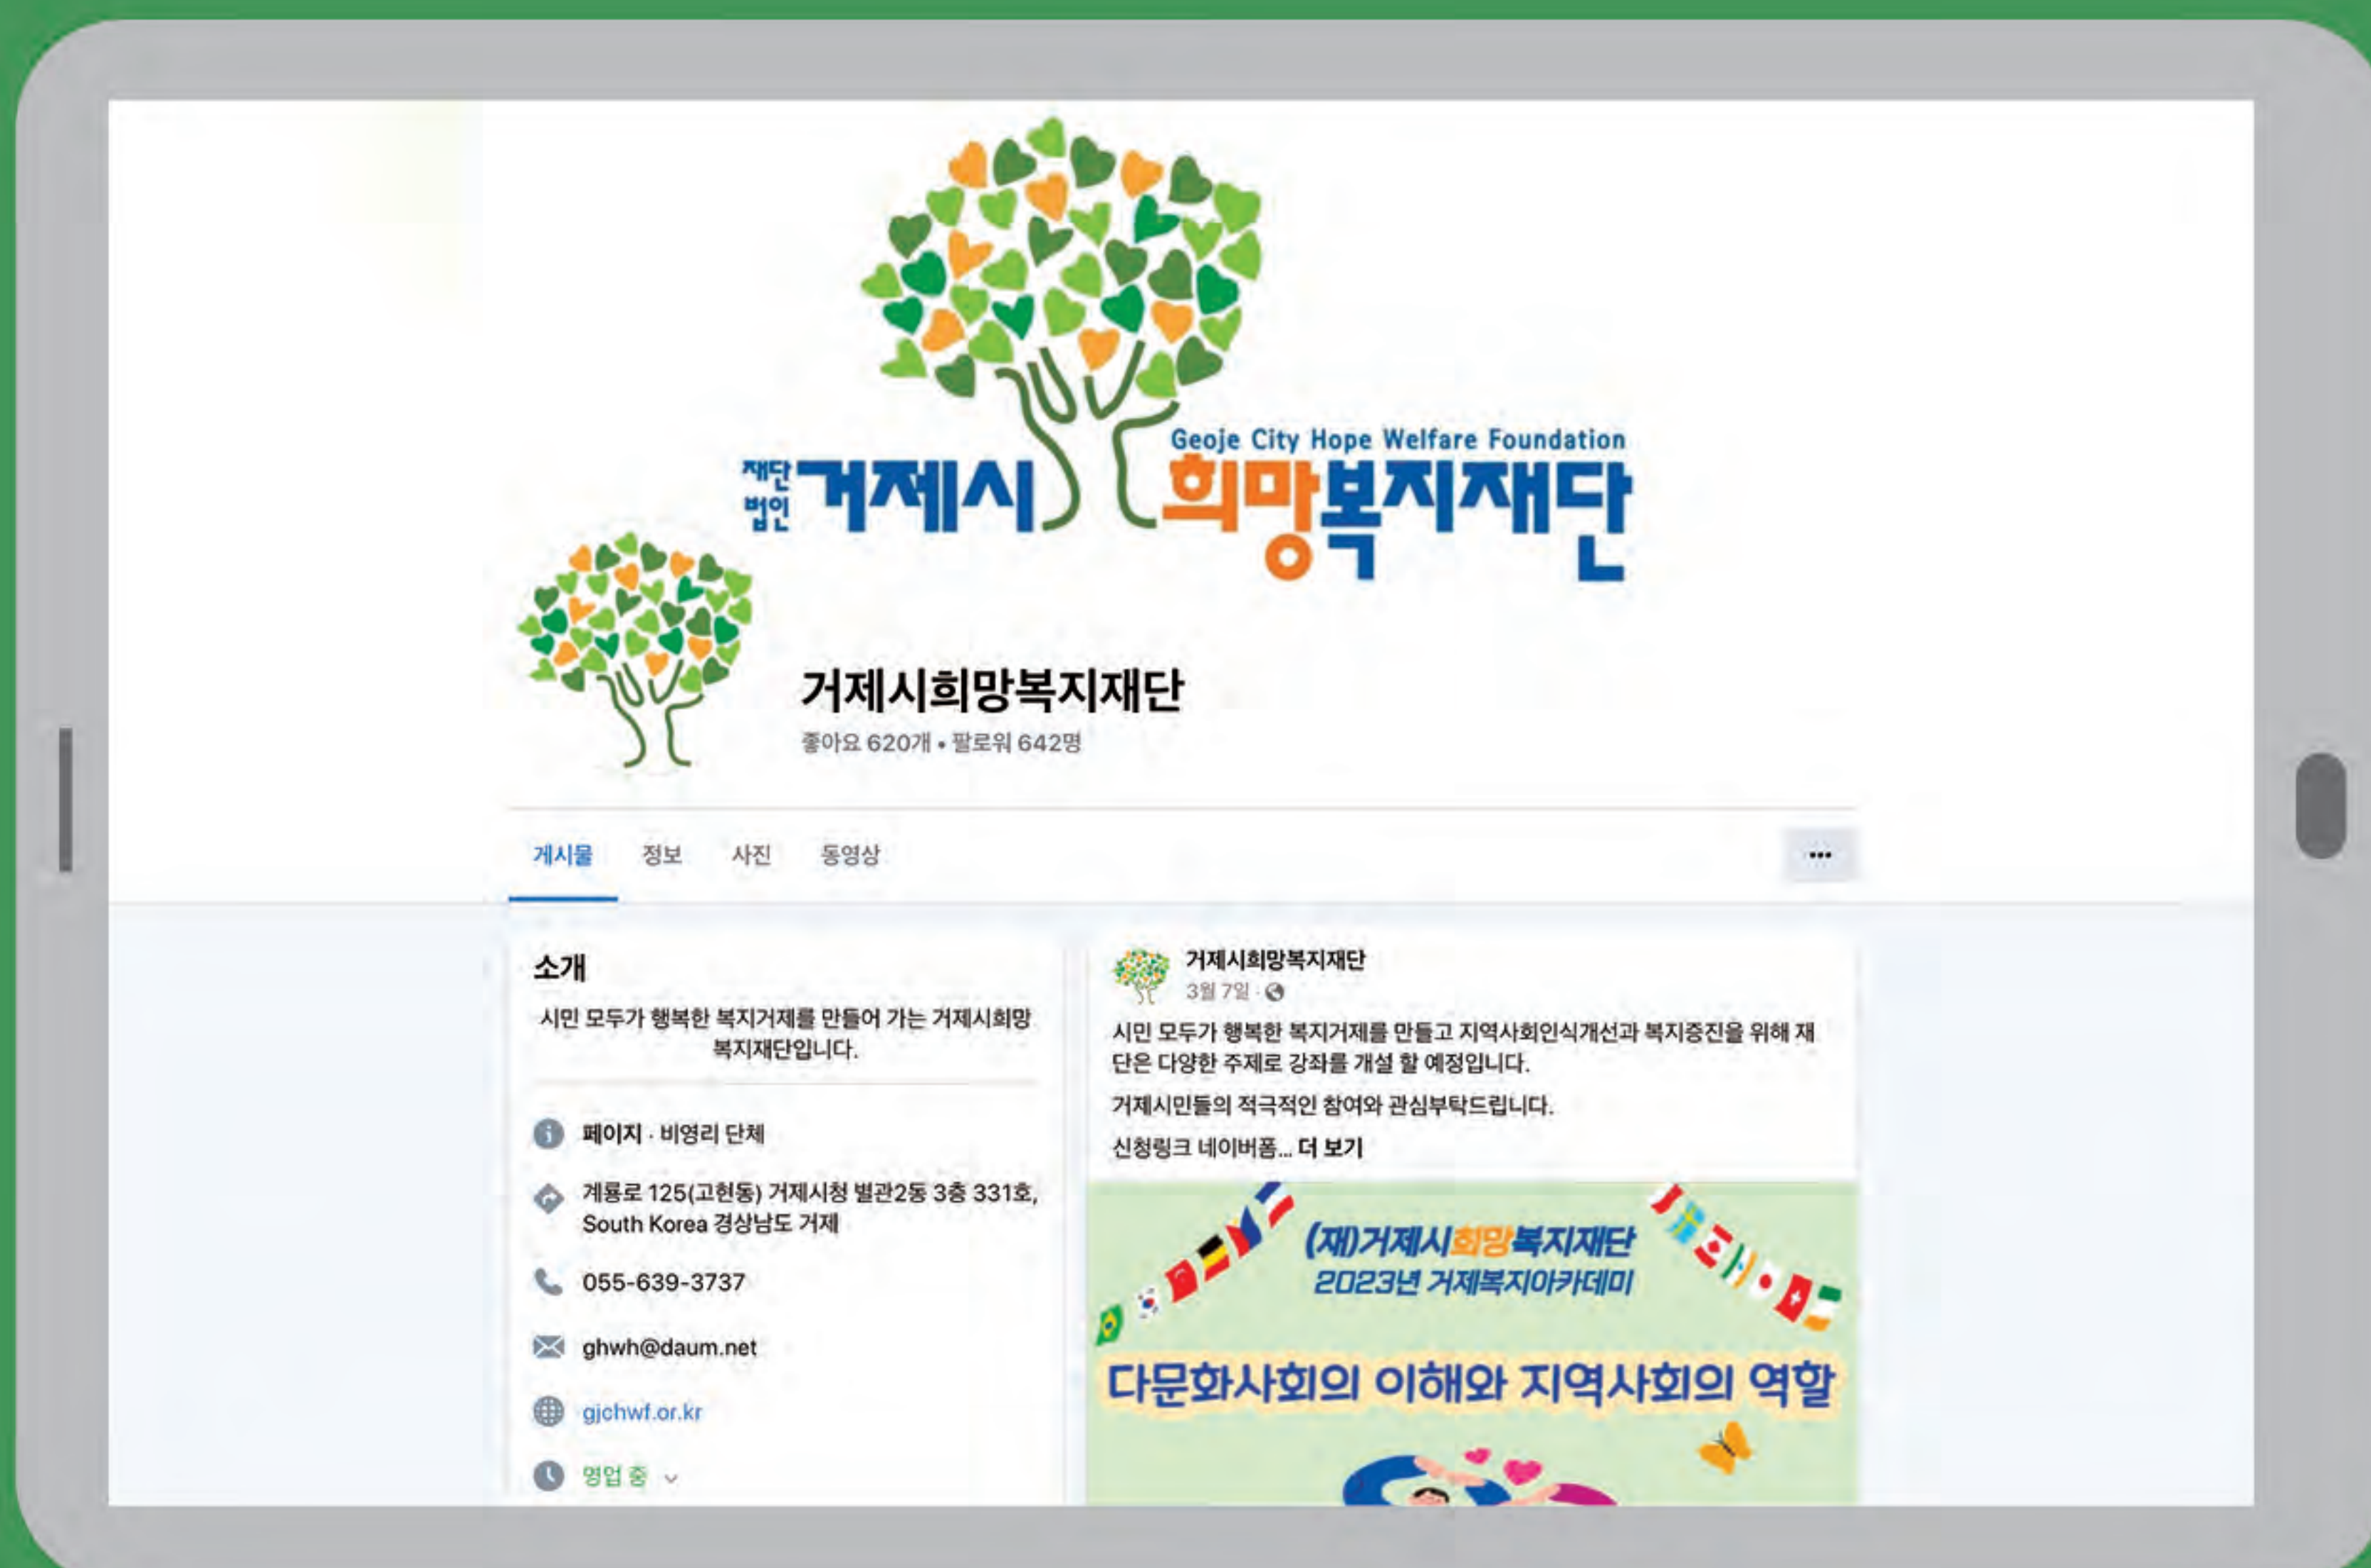 Geoje City Hope Welfare Foundation
재단
법인
거제시 희망복지재단
거제시희망복지재단
좋아요 620개 • 팔로워 642명
게시물 정보 사진 동영상
소개
시민 모두가 행복한 복지거제를 만들어 가는 거제시희망
복지재단입니다.
페이지 · 비영리 단체
계룡로 125(고현동) 거제시청 별관2동 3층 331호,
South Korea 경상남도 거제
055-639-3737
ghwh@daum.net
gjchwf.or.kr
영업 중
거제시희망복지재단
3월 7일 ·
시민 모두가 행복한 복지거제를 만들고 지역사회인식개선과 복지증진을 위해 재
단은 다양한 주제로 강좌를 개설 할 예정입니다.
거제시민들의 적극적인 참여와 관심부탁드립니다.
신청링크 네이버폼... 더 보기
(재)거제시희망복지재단
2023년 거제복지아카데미
다문화사회의 이해와 지역사회의 역할